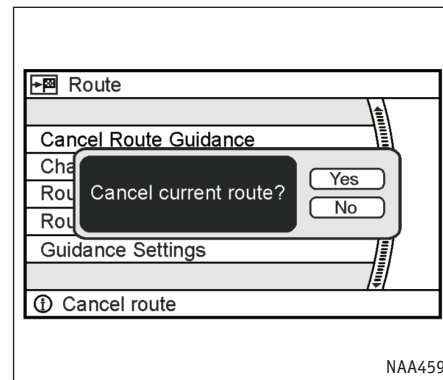 Route
Cancel Route Guidance
Cha
Rou
Rou
Cancel current route?
Yes
No
Guidance Settings
Cancel route
NAA459